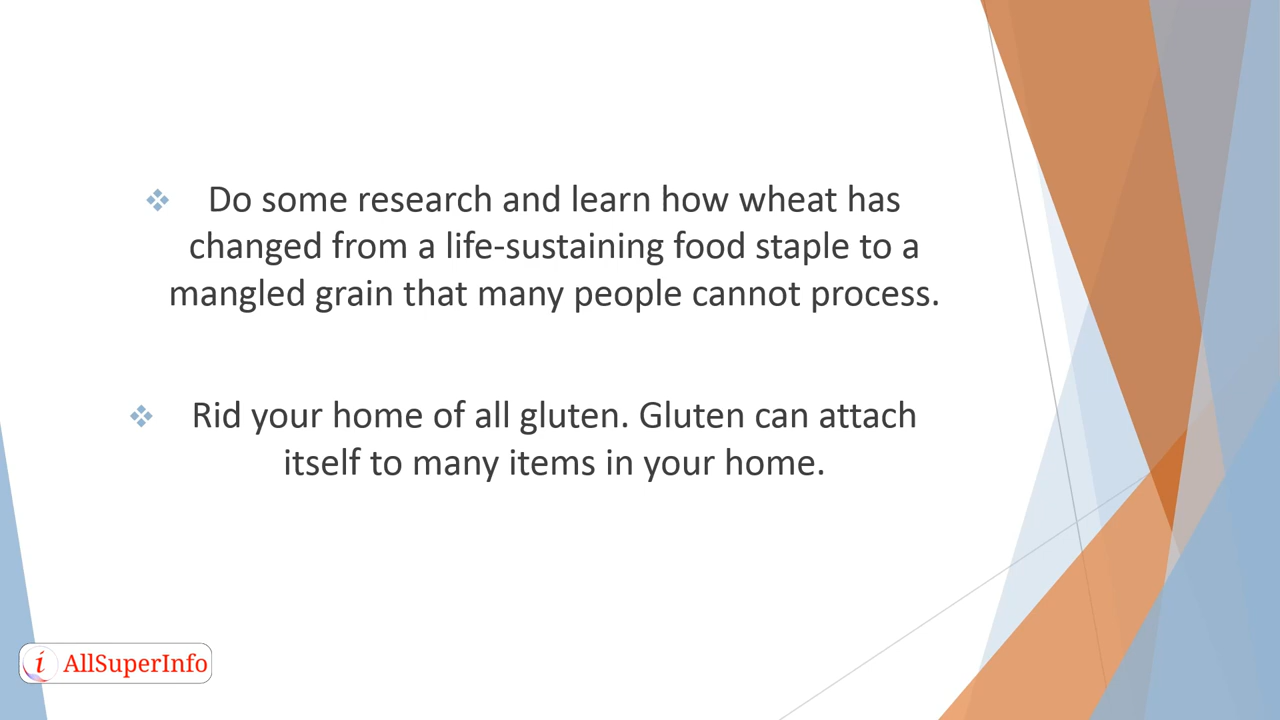 Do some research and learn how wheat has
changed from a life-sustaining food staple to a
mangled grain that many people cannot process.
Rid your home of all gluten. Gluten can attach
itself to many items in your home.
i AllSuperInfo